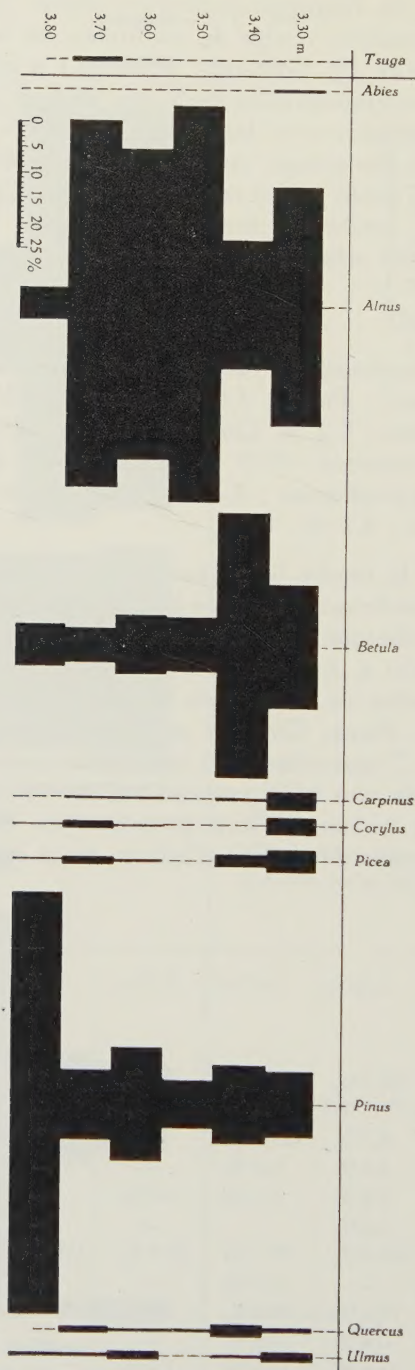 3,30 m
3,40
3,50
3,60
3,70
3,80
0 5 10 15 20 25 %
Tsuga
Abies
Alnus
Betula
Carpinus
Corylus
Picea
Pinus
Quercus
Ulmus